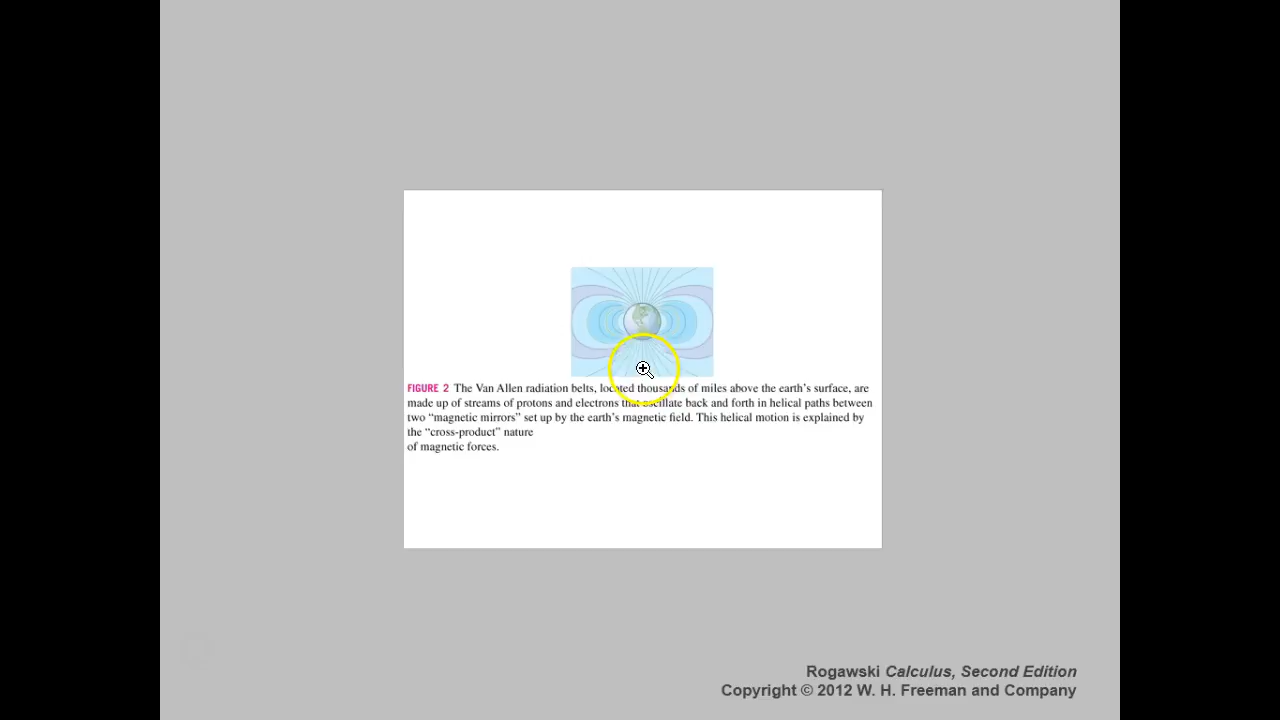 FIGURE 2 The Van Allen radiation belts, located thousands of miles above the earth's surface, are
made up of streams of protons and electrons that oscillate back and forth in helical paths between
two “magnetic mirrors” set up by the earth's magnetic field. This helical motion is explained by
the “cross-product” nature
of magnetic forces.
Rogawski Calculus, Second Edition
Copyright © 2012 W. H. Freeman and Company